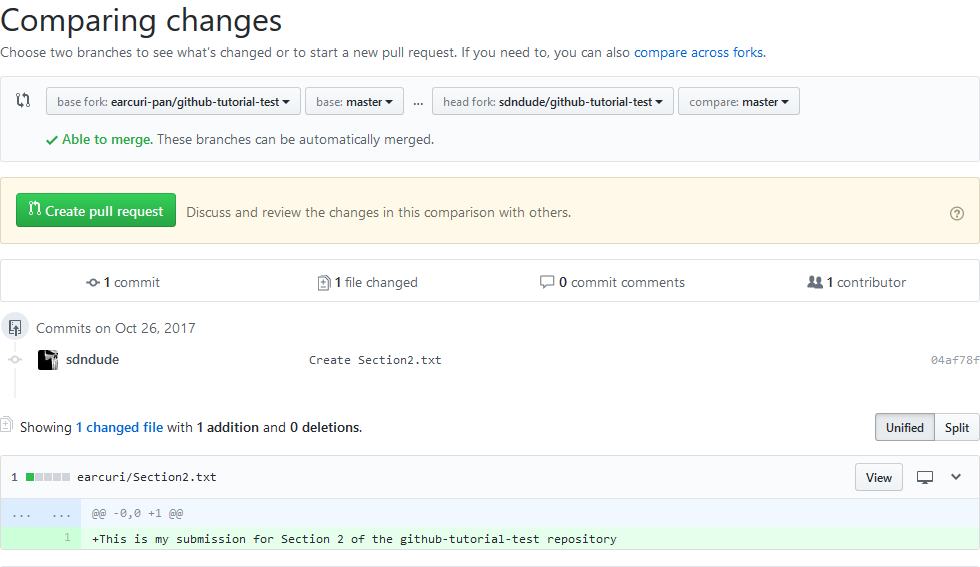 Comparing changes
Choose two branches to see what's changed or to start a new pull request. If you need to, you can also compare across forks.
base fork: earcuri-pan/github-tutorial-test base: master ... head fork: sdndude/github-tutorial-test compare: master
Able to merge. These branches can be automatically merged.
Create pull request Discuss and review the changes in this comparison with others.
1 commit 1 file changed 0 commit comments 1 contributor
Commits on Oct 26, 2017
sdndude Create Section2.txt 04af78f
Showing 1 changed file with 1 addition and 0 deletions. Unified Split
1 earcuri/Section2.txt View
... ... @@ -0,0 +1 @@
1 +This is my submission for Section 2 of the github-tutorial-test repository